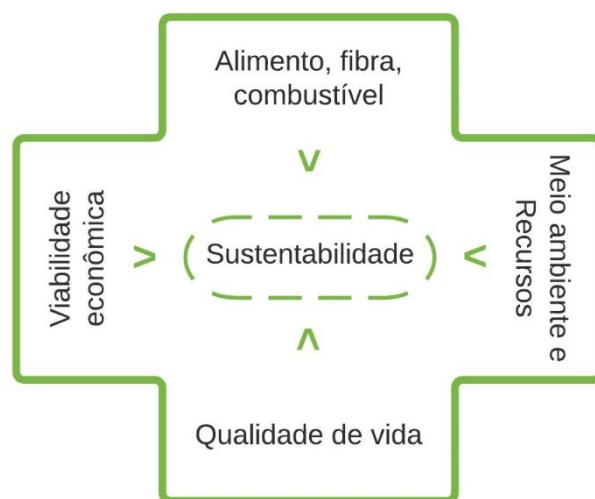 Alimento, fibra,
combustível
Viabilidade
econômica
Sustentabilidade
Meio ambiente e
Recursos
Qualidade de vida